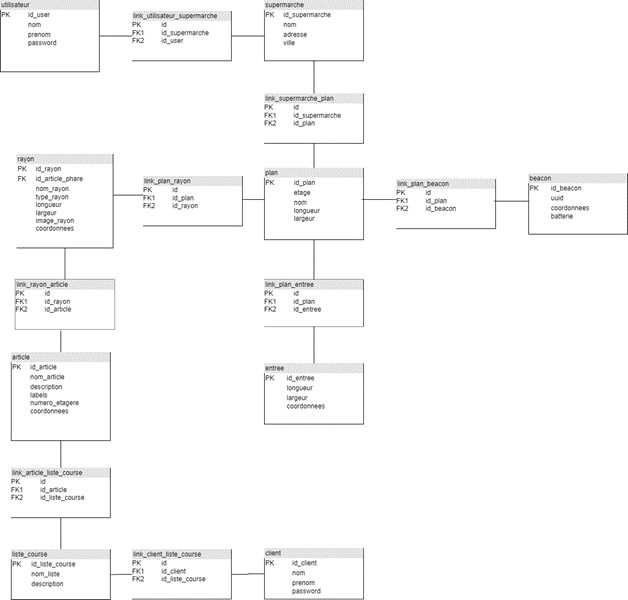 utilisateur
PK id_user
nom
prenom
password
link_utilisateur_supermarche
PK id
FK1 id_supermarche
FK2 id_user
supermarche
PK id_supermarche
nom
adresse
ville
link_supermarche_plan
PK id
FK1 id_supermarche
FK2 id_plan
rayon
PK id_rayon
FK id_article_phare
nom_rayon
type_rayon
longueur
largeur
image_rayon
coordonnees
link_plan_rayon
PK id
FK1 id_plan
FK2 id_rayon
plan
PK id_plan
etage
nom
longueur
largeur
link_plan_beacon
PK id
FK1 id_plan
FK2 id_beacon
beacon
PK id_beacon
uuid
coordonnees
batterie
link_rayon_article
PK id
FK1 id_rayon
FK2 id_article
link_plan_entree
PK id
FK1 id_plan
FK2 id_entree
article
PK id_article
nom_article
description
labels
numero_etagere
coordonnees
entree
PK id_entree
longueur
largeur
coordonnees
link_article_liste_course
PK id
FK1 id_article
FK2 id_liste_course
liste_course
PK id_liste_course
nom_liste
description
link_client_liste_course
PK id
FK1 id_client
FK2 id_liste_course
client
PK id_client
nom
prenom
password